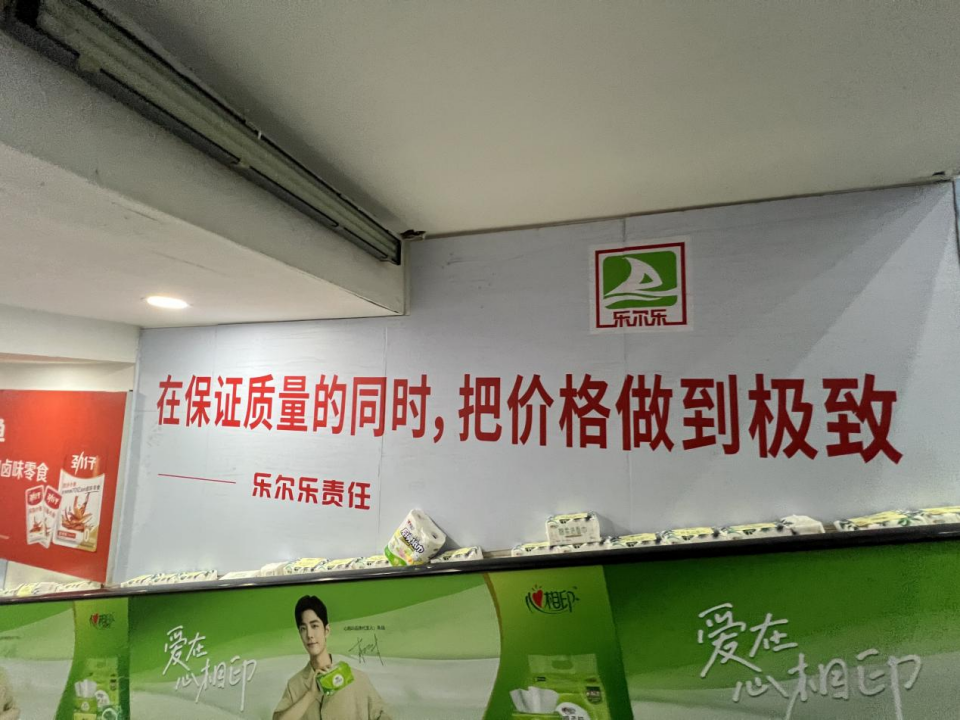 乐尔乐
在保证质量的同时,把价格做到极致
乐尔乐责任
卤味零食
劲仔
心相印
爱在
心相印
爱在
心相印